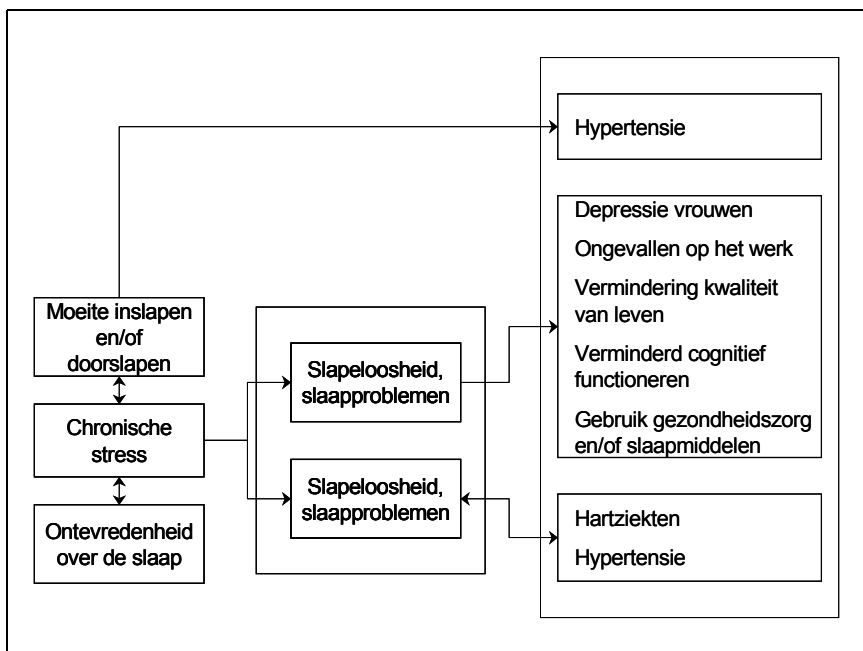 Hypertensie
Depressie vrouwen
Ongevallen op het werk
Vermindering kwaliteit
van leven
Verminderd cognitief
functioneren
Gebruik gezondheidszorg
en/of slaapmiddelen
Moeite inslapen
en/of
doorslapen
Slapeloosheid,
slaapproblemen
Chronische
stress
Slapeloosheid,
slaapproblemen
Ontevredenheid
over de slaap
Hartziekten
Hypertensie